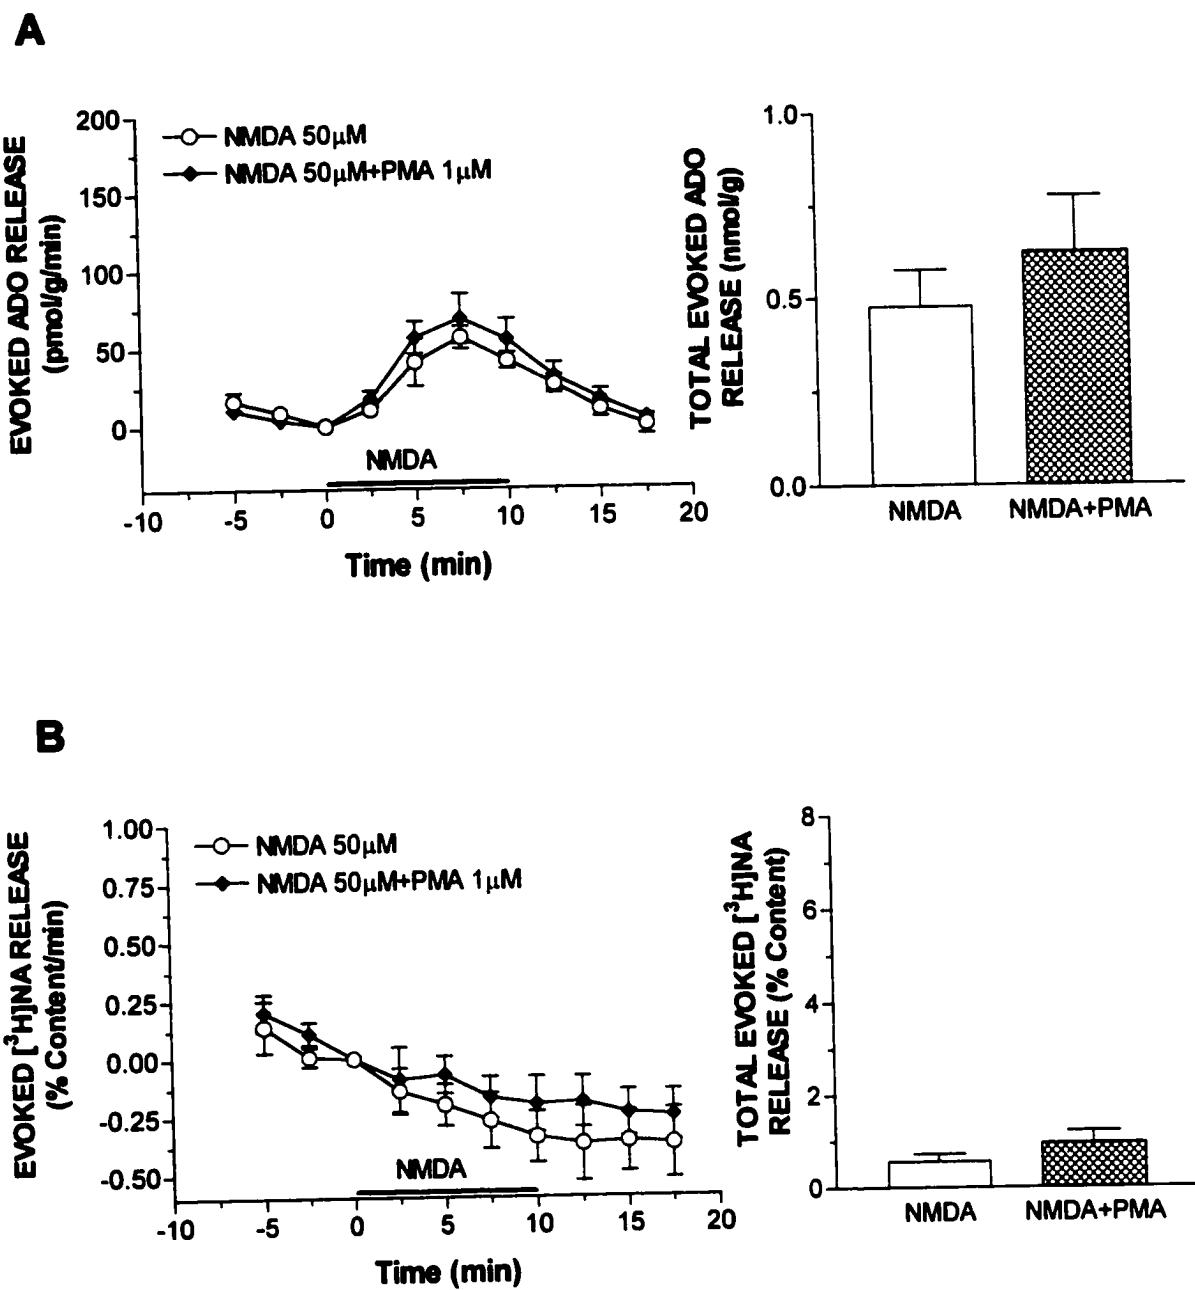 A
EVOKED ADO RELEASE
(pmol/g/min)
200
150
100
50
0
NMDA 50µM
NMDA 50µM+PMA 1µM
NMDA
-10 -5 0 5 10 15 20
Time (min)
TOTAL EVOKED ADO
RELEASE (nmol/g)
1.0
0.5
0.0
NMDA NMDA+PMA
B
EVOKED [³H]NA RELEASE
(% Content/min)
1.00
0.75
0.50
0.25
0.00
-0.25
-0.50
NMDA 50µM
NMDA 50µM+PMA 1µM
NMDA
-10 -5 0 5 10 15 20
Time (min)
TOTAL EVOKED [³H]NA
RELEASE (% Content)
8
6
4
2
0
NMDA NMDA+PMA